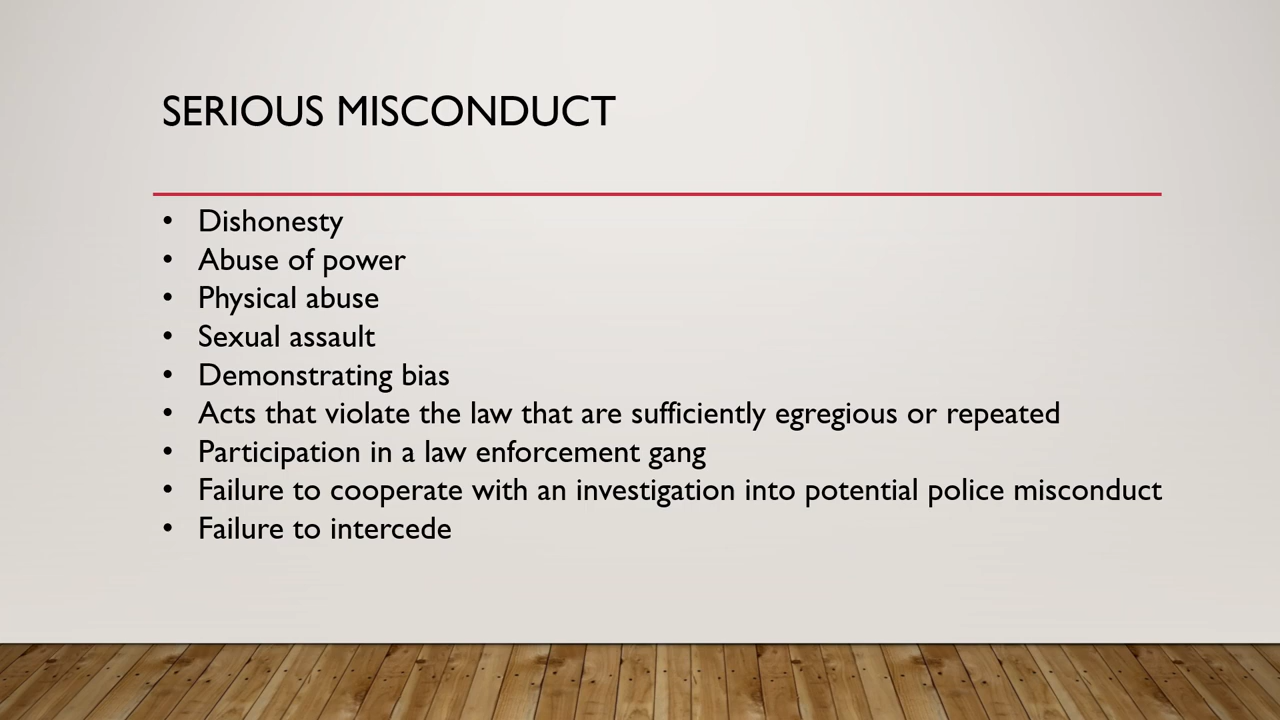 SERIOUS MISCONDUCT
• Dishonesty
• Abuse of power
• Physical abuse
• Sexual assault
• Demonstrating bias
• Acts that violate the law that are sufficiently egregious or repeated
• Participation in a law enforcement gang
• Failure to cooperate with an investigation into potential police misconduct
• Failure to intercede